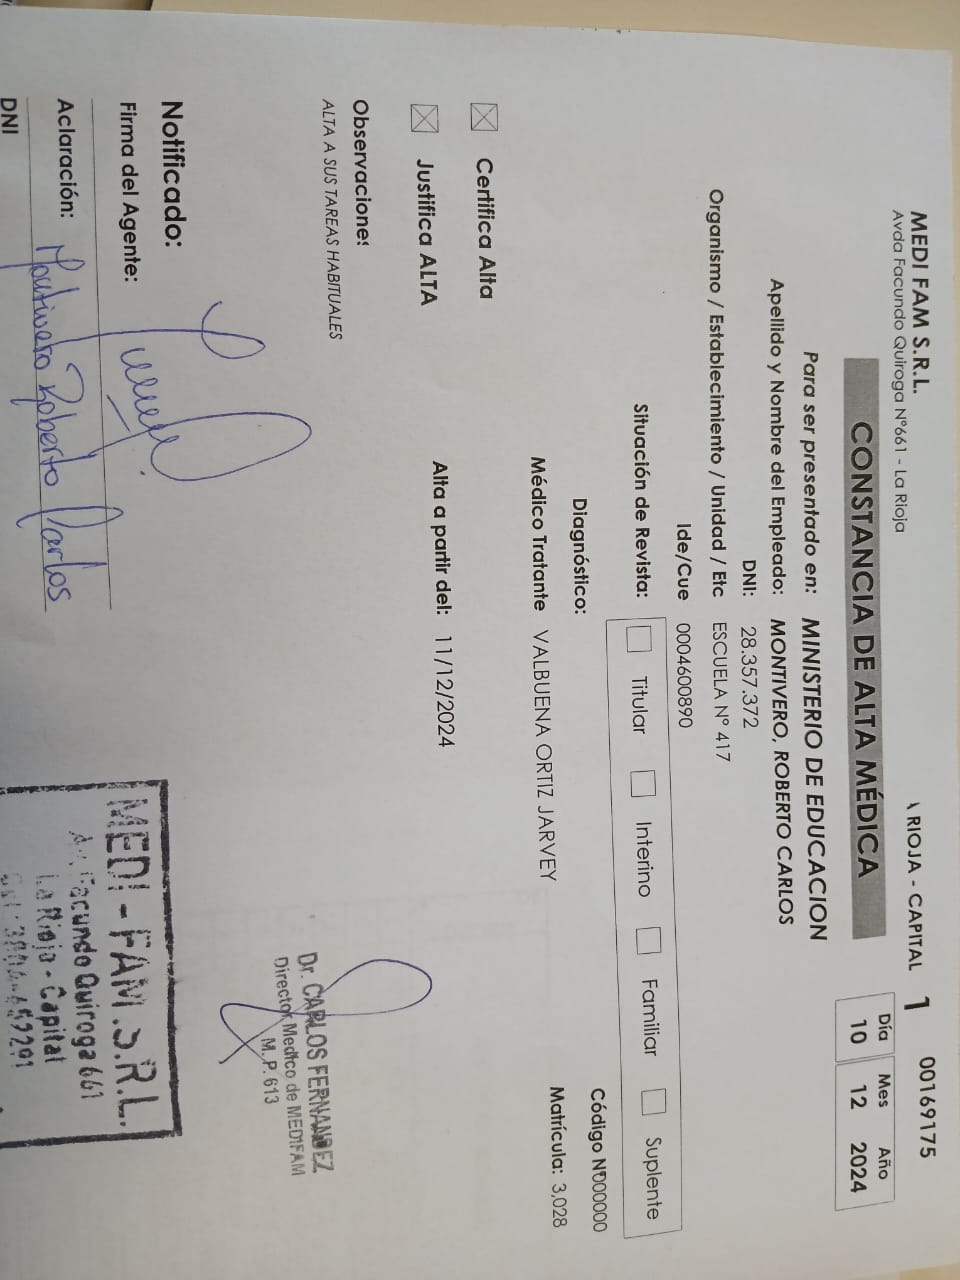 MEDI FAM S.R.L.
Avda Facundo Quiroga N°661 - La Rioja
RIOJA - CAPITAL 1 00169175
Día Mes Año
10 12 2024
CONSTANCIA DE ALTA MÉDICA
Para ser presentado en: MINISTERIO DE EDUCACION
Apellido y Nombre del Empleado: MONTIVERO, ROBERTO CARLOS
DNI: 28.357.372
Organismo / Establecimiento / Unidad / Etc ESCUELA N° 417
Ide/Cue 0004600890
Situación de Revista: Titular Interino Familiar Suplente
Diagnóstico: Código N°000000
Médico Tratante VALBUENA ORTIZ JARVEY Matrícula: 3,028
Certifica Alta
Justifica ALTA Alta a partir del: 11/12/2024
Observaciones
ALTA A SUS TAREAS HABITUALES
Dr. CARLOS FERNANDEZ
Director Medico de MEDIFAM
M. P. 613
Notificado:
Firma del Agente:
Aclaración: Montivero Roberto Carlos
DNI
MEDI - FAM .S.R.L.
Av. Facundo Quiroga 661
La Rioja - Capital